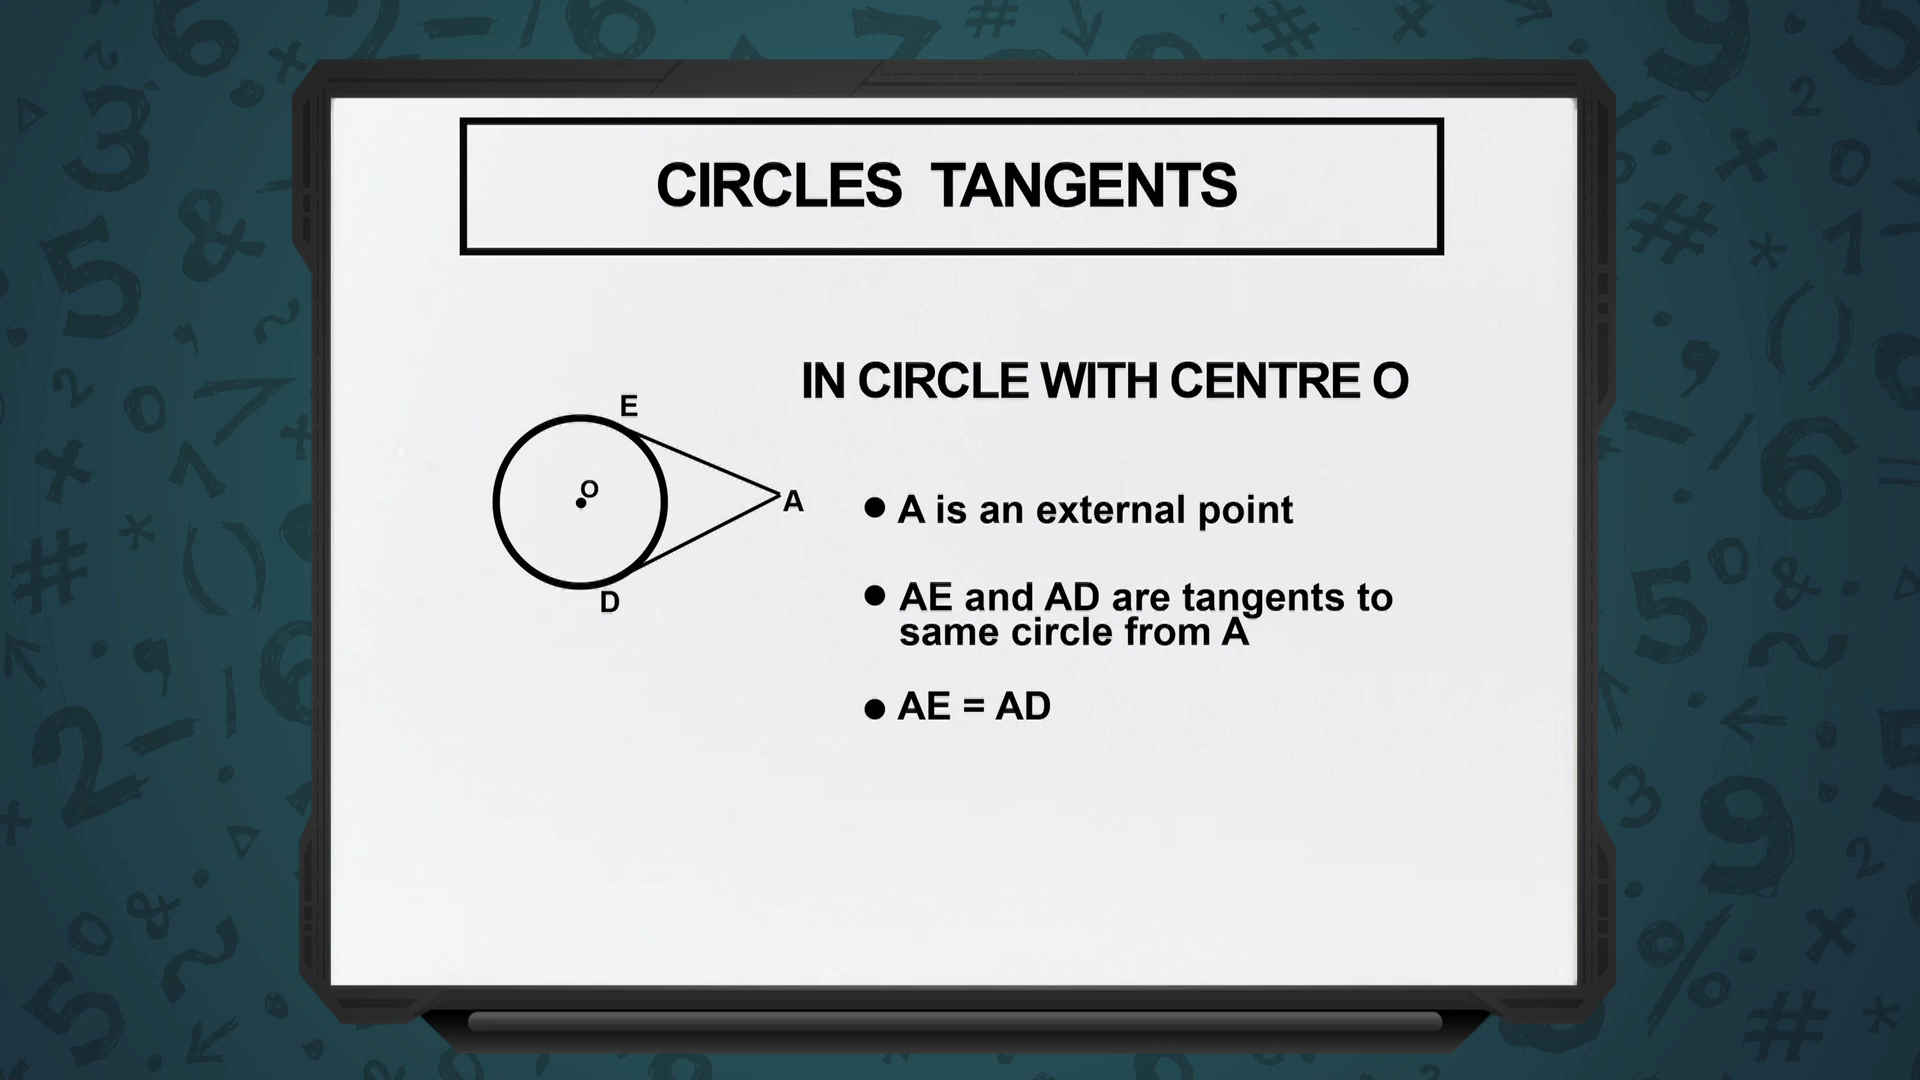 CIRCLES TANGENTS
IN CIRCLE WITH CENTRE O
E
O
A
D
● A is an external point
● AE and AD are tangents to
same circle from A
● AE = AD